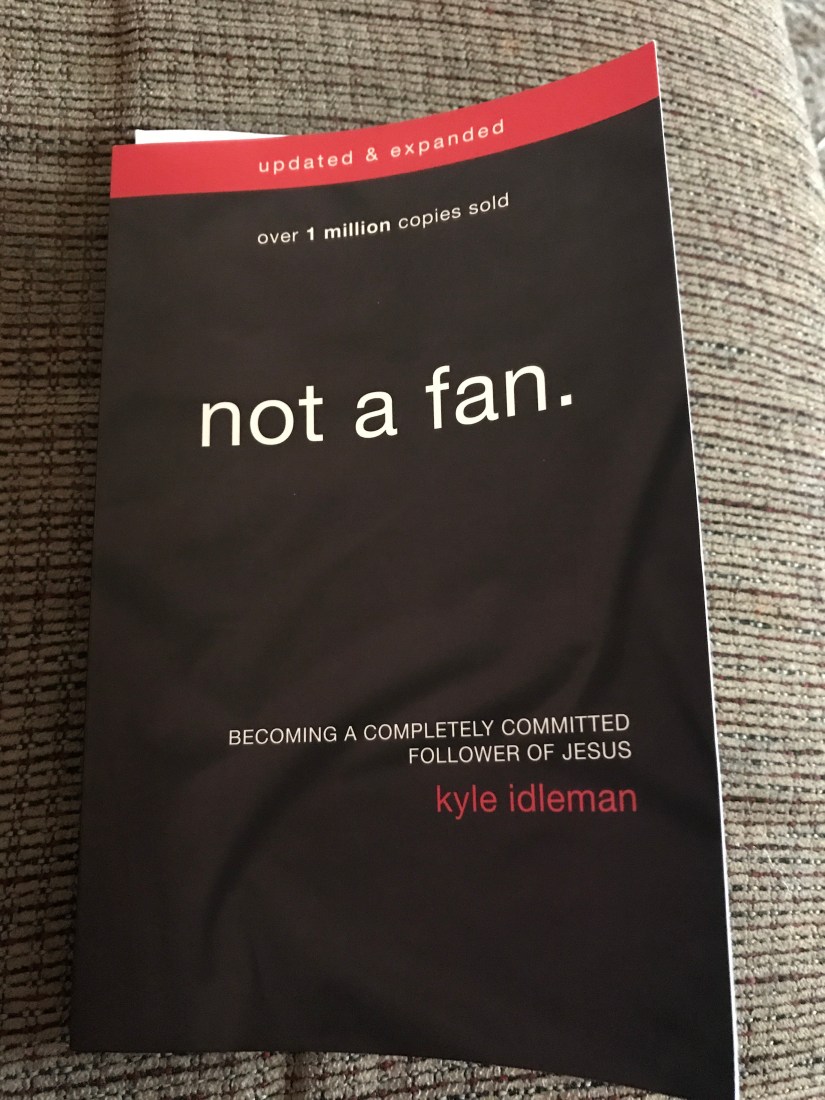 updated & expanded
over 1 million copies sold
not a fan.
BECOMING A COMPLETELY COMMITTED
FOLLOWER OF JESUS
kyle idleman